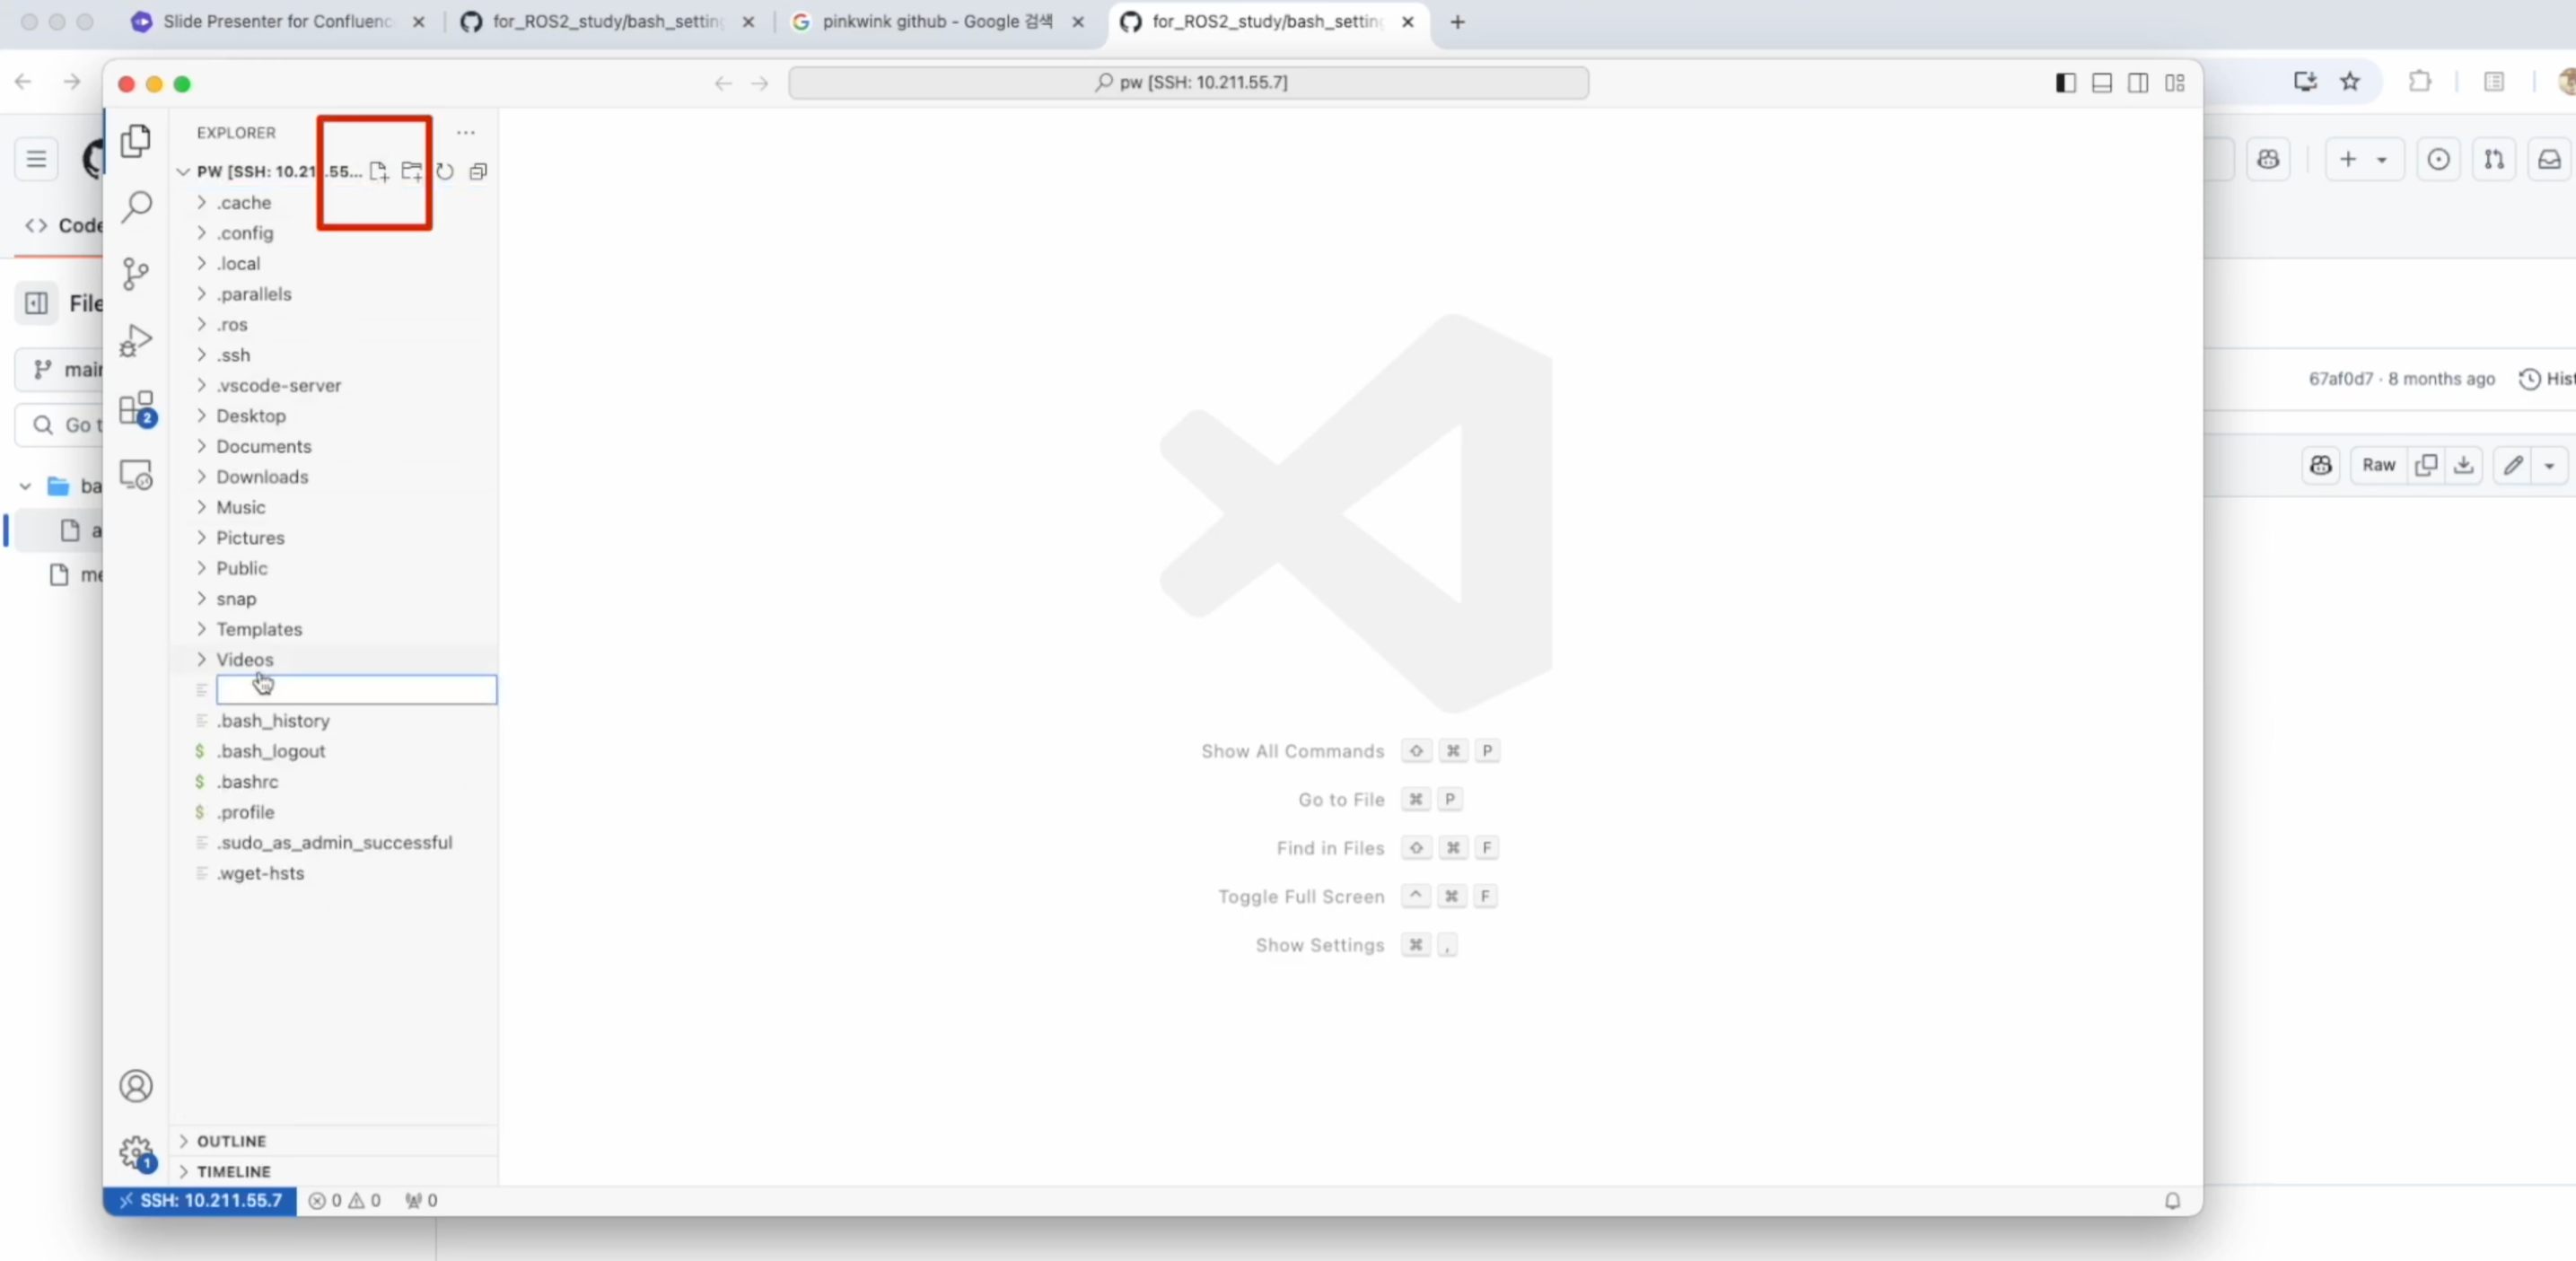 Slide Presenter for Confluenc
for_ROS2_study/bash_setting
pinkwink github - Google 검색
for_ROS2_study/bash_setting
pw [SSH: 10.211.55.7]
EXPLORER
PW [SSH: 10.21 .55...
.cache
.config
.local
.parallels
.ros
.ssh
.vscode-server
Desktop
Documents
Downloads
Music
Pictures
Public
snap
Templates
Videos
.bash_history
.bash_logout
.bashrc
.profile
.sudo_as_admin_successful
.wget-hsts
OUTLINE
TIMELINE
SSH: 10.211.55.7
0 0 0
2
1
Show All Commands ⇧ ⌘ P
Go to File ⌘ P
Find in Files ⇧ ⌘ F
Toggle Full Screen ^ ⌘ F
Show Settings ⌘ ,
Code
File
main
Go t
ba
a
me
67af0d7 · 8 months ago
Hist
Raw